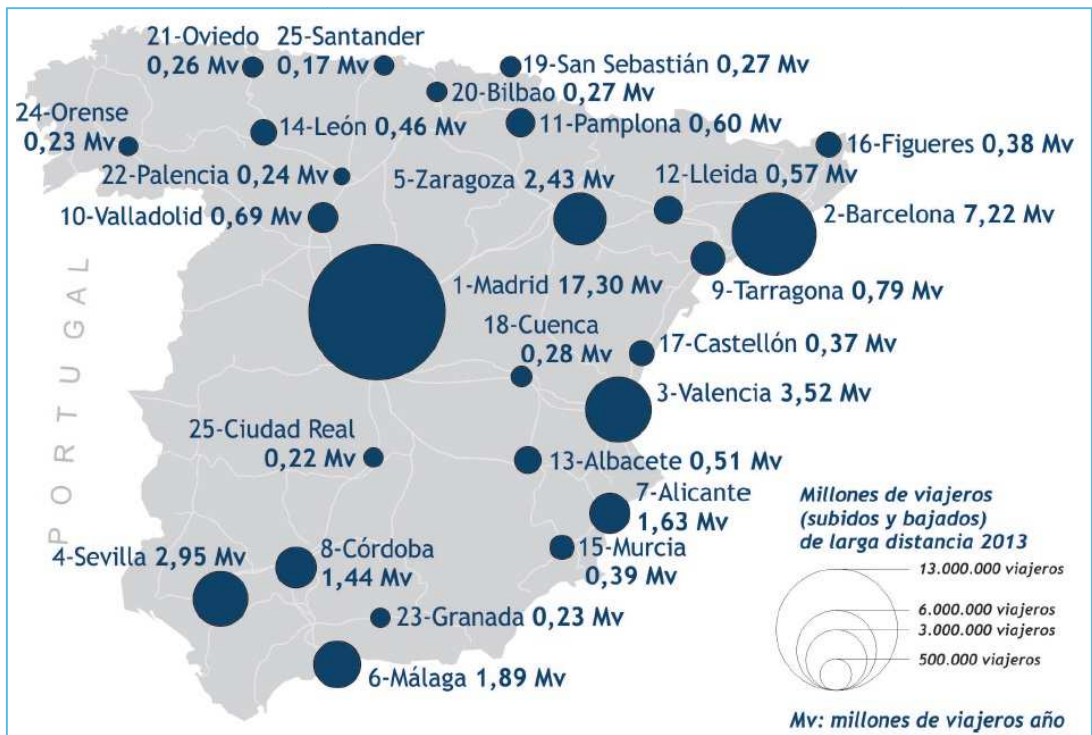 21-Oviedo
0,26 Mv
25-Santander
0,17 Mv
19-San Sebastián 0,27 Mv
20-Bilbao 0,27 Mv
24-Orense
0,23 Mv
14-León 0,46 Mv
11-Pamplona 0,60 Mv
16-Figueres 0,38 Mv
22-Palencia 0,24 Mv
5-Zaragoza 2,43 Mv
12-Lleida 0,57 Mv
10-Valladolid 0,69 Mv
2-Barcelona 7,22 Mv
1-Madrid 17,30 Mv
9-Tarragona 0,79 Mv
18-Cuenca
0,28 Mv
17-Castellón 0,37 Mv
3-Valencia 3,52 Mv
PORTUGAL
25-Ciudad Real
0,22 Mv
13-Albacete 0,51 Mv
7-Alicante
1,63 Mv
4-Sevilla 2,95 Mv
8-Córdoba
1,44 Mv
15-Murcia
0,39 Mv
23-Granada 0,23 Mv
6-Málaga 1,89 Mv
Millones de viajeros
(subidos y bajados)
de larga distancia 2013
13.000.000 viajeros
6.000.000 viajeros
3.000.000 viajeros
500.000 viajeros
Mv: millones de viajeros año